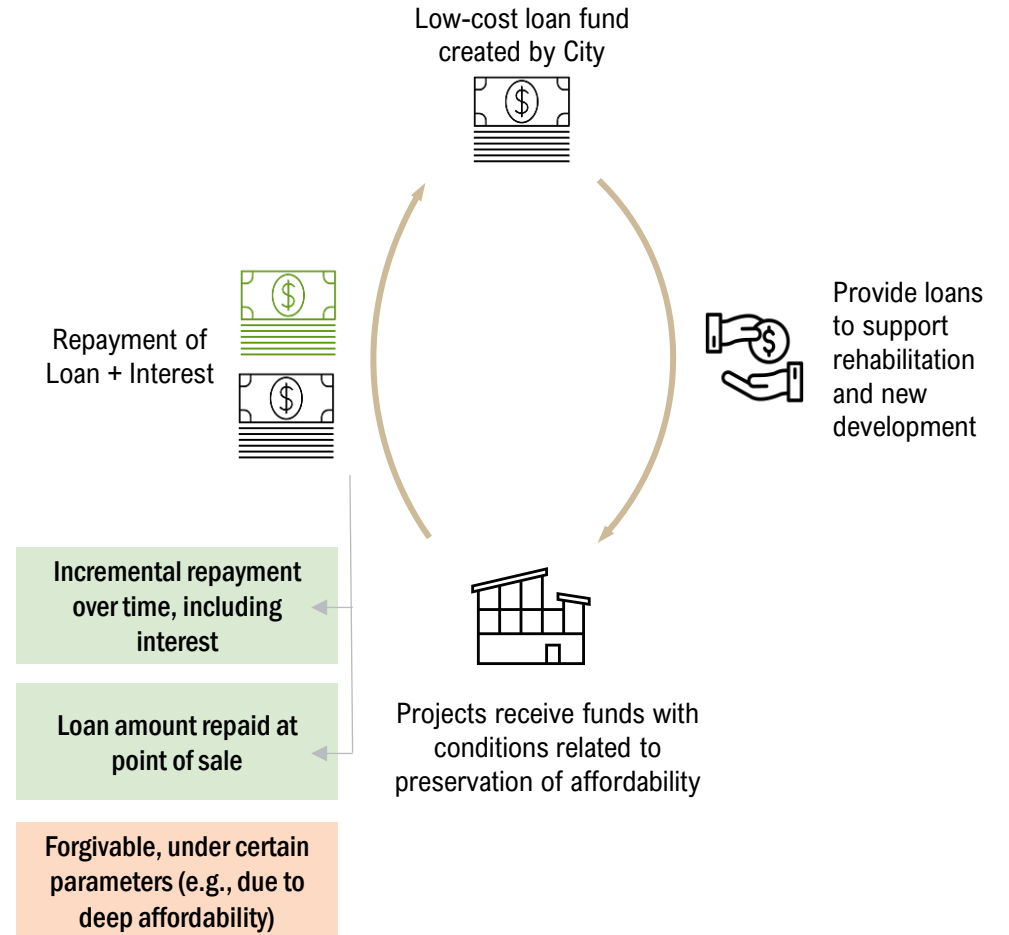 Low-cost loan fund
created by City
Provide loans
to support
rehabilitation
and new
development
Repayment of
Loan + Interest
Incremental repayment
over time, including
interest
Loan amount repaid at
point of sale
Forgivable, under certain
parameters (e.g., due to
deep affordability)
Projects receive funds with
conditions related to
preservation of affordability